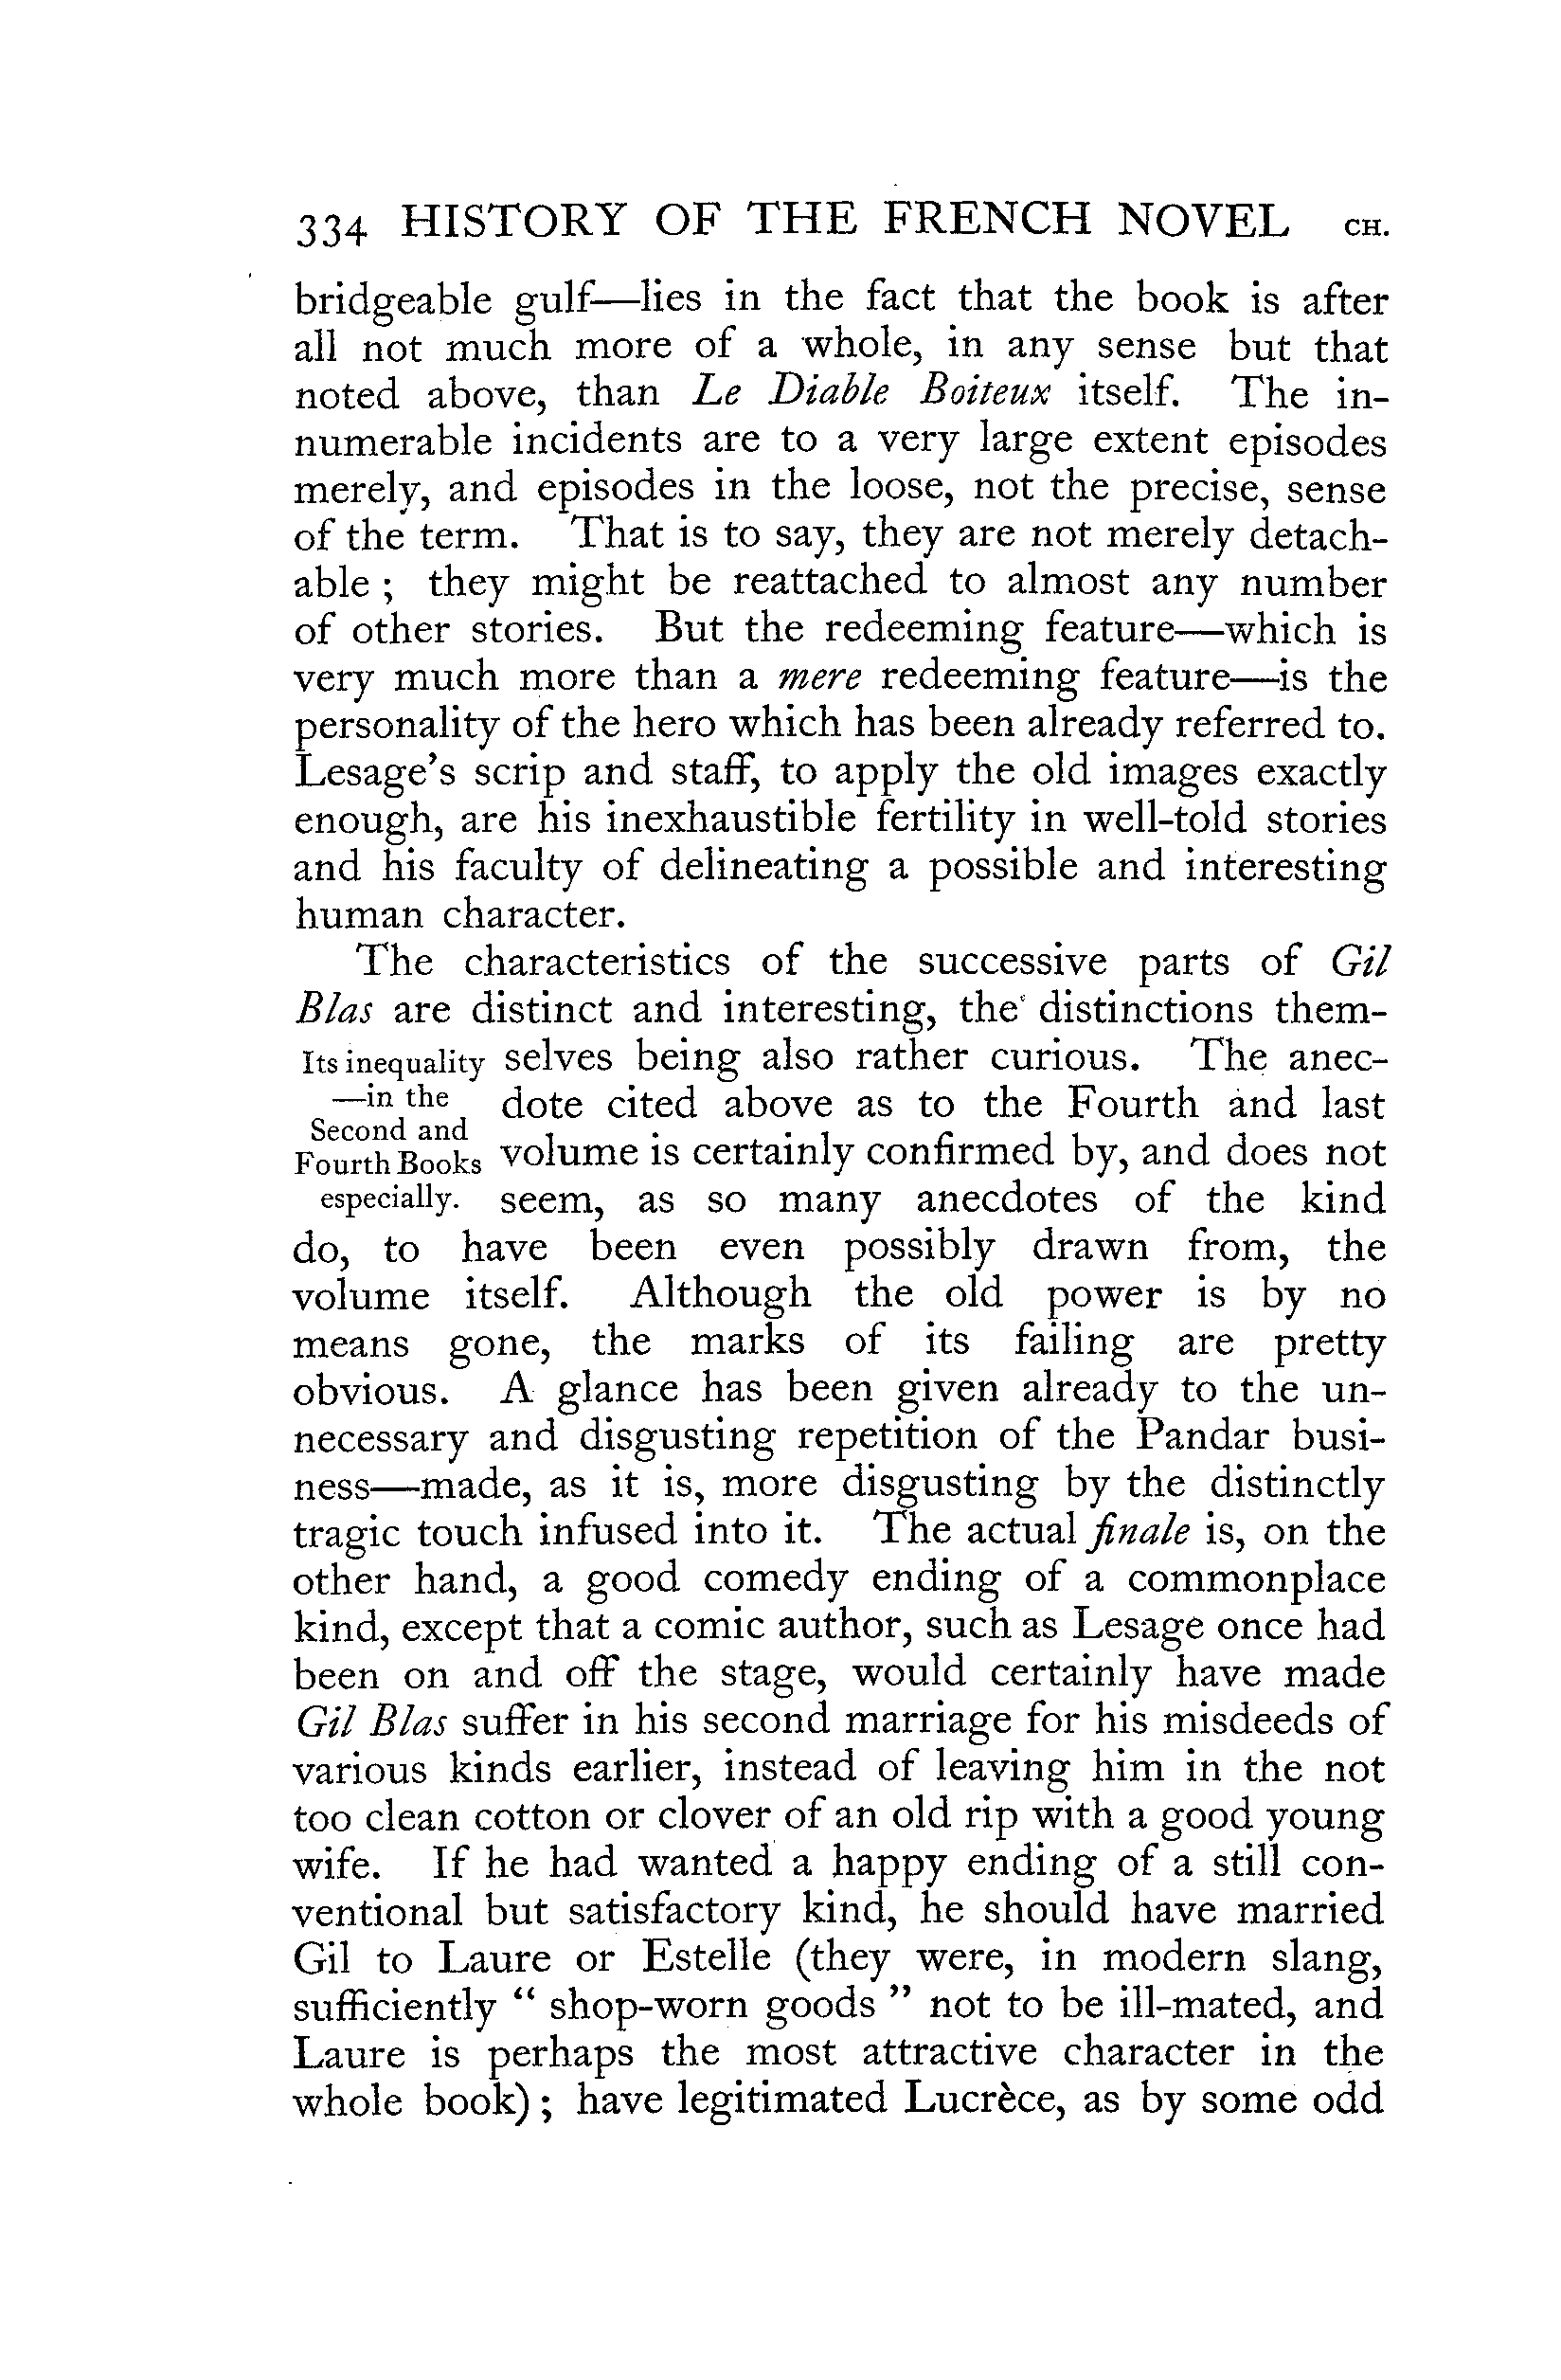 334 HISTORY OF THE FRENCH NOVEL CH.
bridgeable gulf—lies in the fact that the book is after
all not much more of a whole, in any sense but that
noted above, than Le Diable Boiteux itself. The in-
numerable incidents are to a very large extent episodes
merely, and episodes in the loose, not the precise, sense
of the term. That is to say, they are not merely detach-
able ; they might be reattached to almost any number
of other stories. But the redeeming feature—which is
very much more than a mere redeeming feature—is the
personality of the hero which has been already referred to.
Lesage's scrip and staff, to apply the old images exactly
enough, are his inexhaustible fertility in well-told stories
and his faculty of delineating a possible and interesting
human character.
The characteristics of the successive parts of Gil
Blas are distinct and interesting, the distinctions them-
Its inequality
—in the
Second and
Fourth Books
especially.
selves being also rather curious. The anec-
dote cited above as to the Fourth and last
volume is certainly confirmed by, and does not
seem, as so many anecdotes of the kind
do, to have been even possibly drawn from, the
volume itself. Although the old power is by no
means gone, the marks of its failing are pretty
obvious. A glance has been given already to the un-
necessary and disgusting repetition of the Pandar busi-
ness—made, as it is, more disgusting by the distinctly
tragic touch infused into it. The actual finale is, on the
other hand, a good comedy ending of a commonplace
kind, except that a comic author, such as Lesage once had
been on and off the stage, would certainly have made
Gil Blas suffer in his second marriage for his misdeeds of
various kinds earlier, instead of leaving him in the not
too clean cotton or clover of an old rip with a good young
wife. If he had wanted a happy ending of a still con-
ventional but satisfactory kind, he should have married
Gil to Laure or Estelle (they were, in modern slang,
sufficiently “ shop-worn goods ” not to be ill-mated, and
Laure is perhaps the most attractive character in the
whole book) ; have legitimated Lucrèce, as by some odd